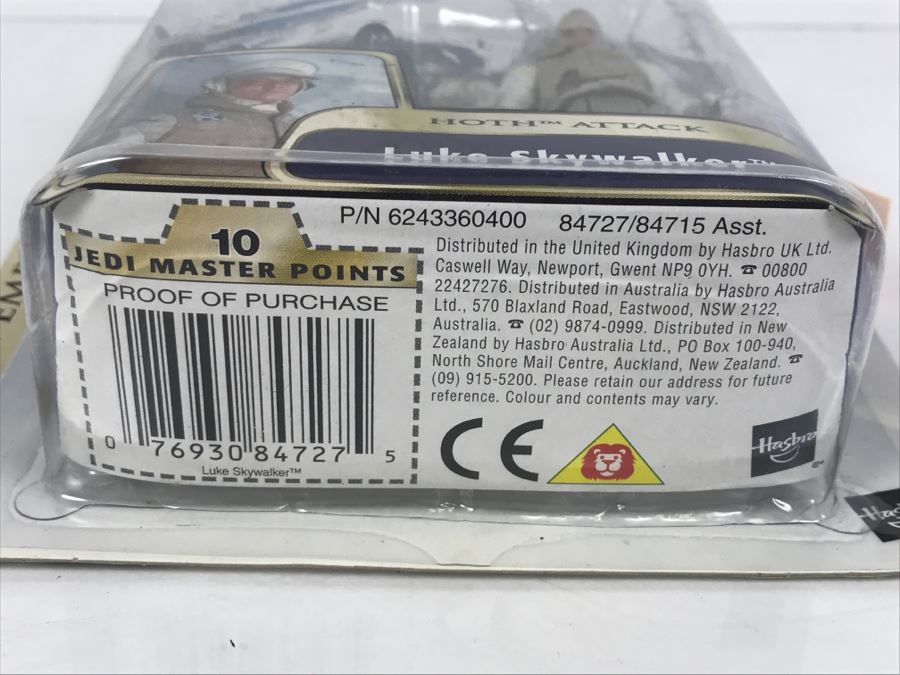 HOTH™ ATTACK
Luke Skywalker™
10
JEDI MASTER POINTS
PROOF OF PURCHASE
0 76930 84727 5
Luke Skywalker™
P/N 6243360400 84727/84715 Asst.
Distributed in the United Kingdom by Hasbro UK Ltd.
Caswell Way, Newport, Gwent NP9 0YH. ☎ 00800
22427276. Distributed in Australia by Hasbro Australia
Ltd., 570 Blaxland Road, Eastwood, NSW 2122,
Australia. ☎ (02) 9874-0999. Distributed in New
Zealand by Hasbro Australia Ltd., PO Box 100-940,
North Shore Mail Centre, Auckland, New Zealand. ☎
(09) 915-5200. Please retain our address for future
reference. Colour and contents may vary.
CE
Hasbro